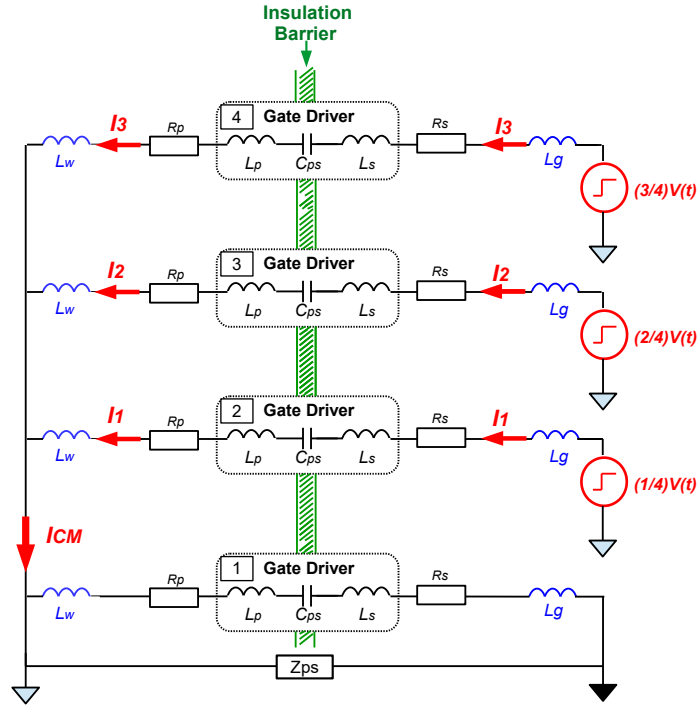 Insulation
Barrier
4 Gate Driver
I3 Rp Rs I3
Lw Lp Cps Ls Lg
(3/4)V(t)
3 Gate Driver
I2 Rp Rs I2
Lw Lp Cps Ls Lg
(2/4)V(t)
2 Gate Driver
I1 Rp Rs I1
Lw Lp Cps Ls Lg
(1/4)V(t)
ICM
1 Gate Driver
Rp Rs
Lw Lp Cps Ls Lg
Zps